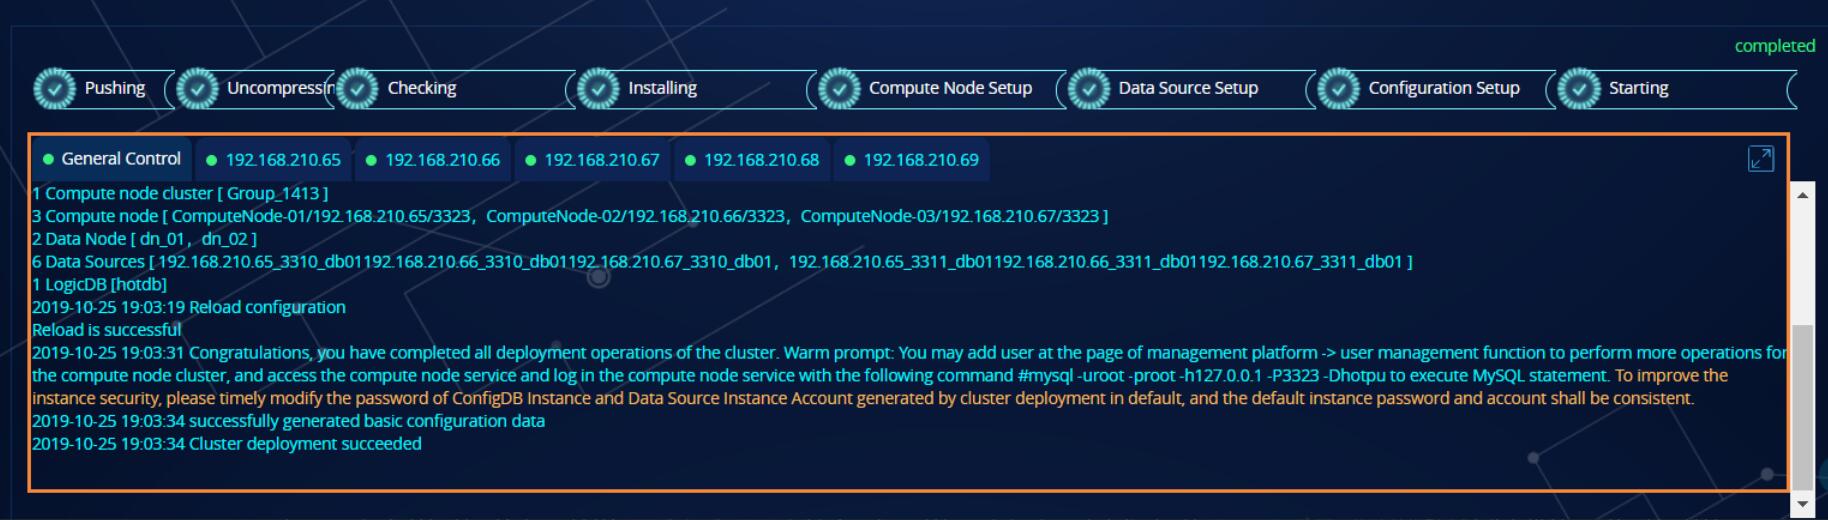 completed
Pushing Uncompressin Checking Installing Compute Node Setup Data Source Setup Configuration Setup Starting
General Control 192.168.210.65 192.168.210.66 192.168.210.67 192.168.210.68 192.168.210.69
1 Compute node cluster [ Group_1413 ]
3 Compute node [ ComputeNode-01/192.168.210.65/3323, ComputeNode-02/192.168.210.66/3323, ComputeNode-03/192.168.210.67/3323 ]
2 Data Node [ dn_01, dn_02 ]
6 Data Sources [ 192.168.210.65_3310_db01192.168.210.66_3310_db01192.168.210.67_3310_db01, 192.168.210.65_3311_db01192.168.210.66_3311_db01192.168.210.67_3311_db01 ]
1 LogicDB [hotdb]
2019-10-25 19:03:19 Reload configuration
Reload is successful
2019-10-25 19:03:31 Congratulations, you have completed all deployment operations of the cluster. Warm prompt: You may add user at the page of management platform -> user management function to perform more operations for
the compute node cluster, and access the compute node service and log in the compute node service with the following command #mysql -uroot -proot -h127.0.0.1 -P3323 -Dhotpu to execute MySQL statement. To improve the
instance security, please timely modify the password of ConfigDB Instance and Data Source Instance Account generated by cluster deployment in default, and the default instance password and account shall be consistent.
2019-10-25 19:03:34 successfully generated basic configuration data
2019-10-25 19:03:34 Cluster deployment succeeded